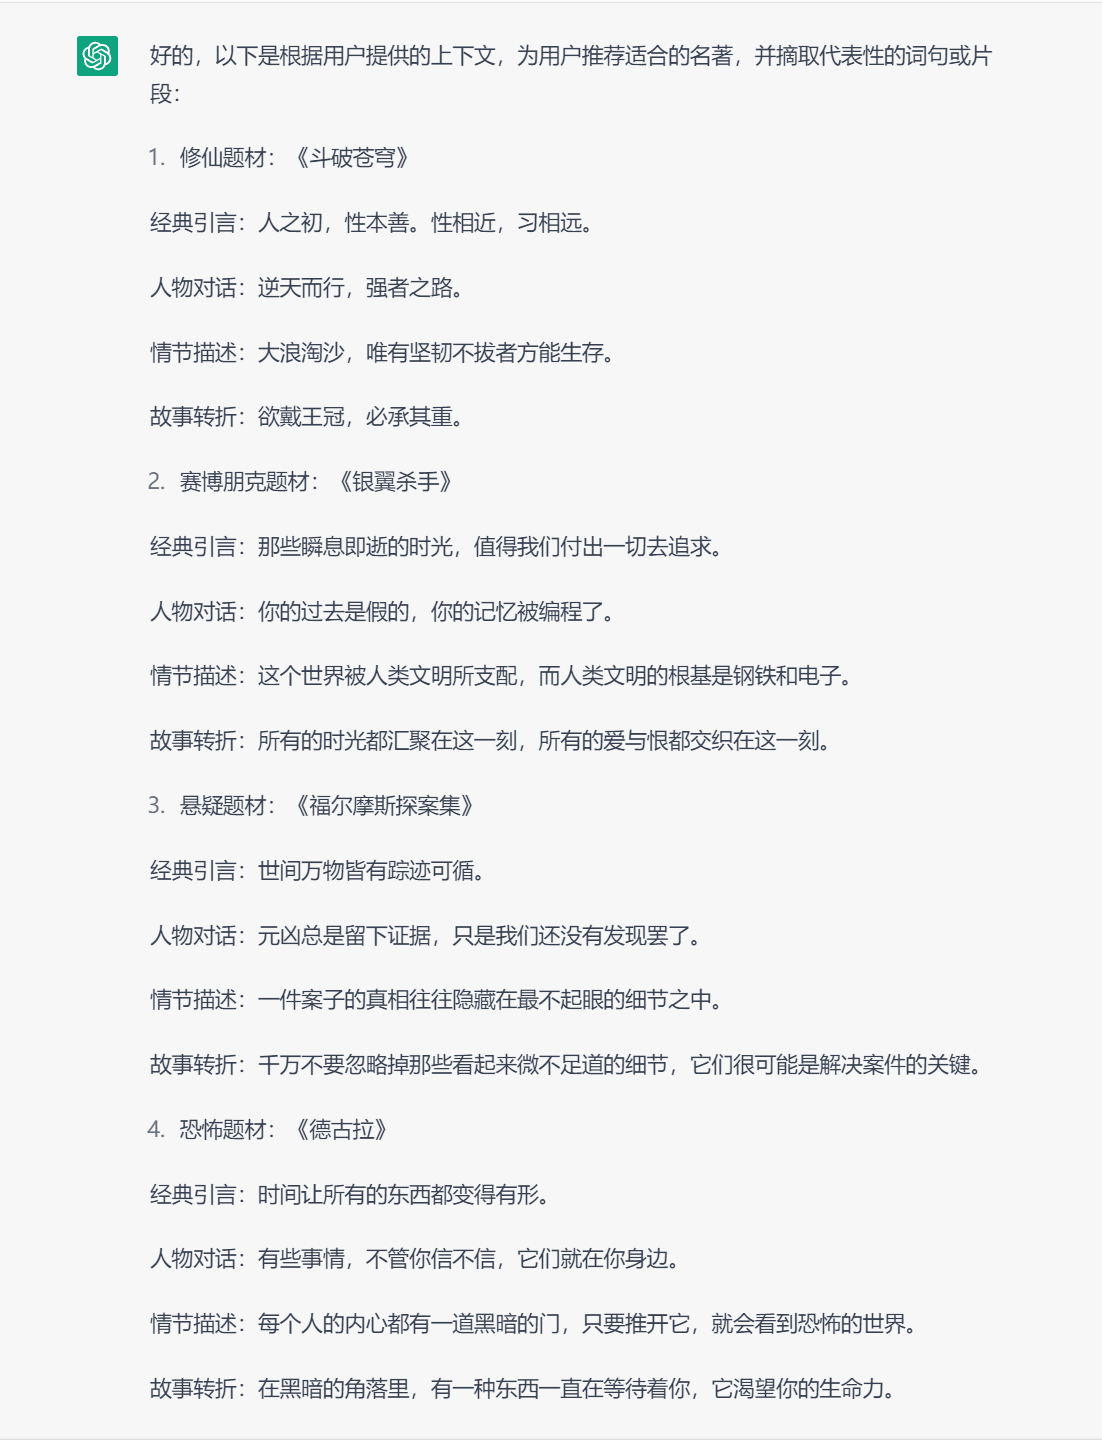 好的，以下是根据用户提供的上下文，为用户推荐适合的名著，并摘取代表性的词句或片
段：
1. 修仙题材：《斗破苍穹》
经典引言：人之初，性本善。性相近，习相远。
人物对话：逆天而行，强者之路。
情节描述：大浪淘沙，唯有坚韧不拔者方能生存。
故事转折：欲戴王冠，必承其重。
2. 赛博朋克题材：《银翼杀手》
经典引言：那些瞬息即逝的时光，值得我们付出一切去追求。
人物对话：你的过去是假的，你的记忆被编程了。
情节描述：这个世界被人类文明所支配，而人类文明的根基是钢铁和电子。
故事转折：所有的时光都汇聚在这一刻，所有的爱与恨都交织在这一刻。
3. 悬疑题材：《福尔摩斯探案集》
经典引言：世间万物皆有踪迹可循。
人物对话：元凶总是留下证据，只是我们还没有发现罢了。
情节描述：一件案子的真相往往隐藏在最不起眼的细节之中。
故事转折：千万不要忽略掉那些看起来微不足道的细节，它们很可能是解决案件的关键。
4. 恐怖题材：《德古拉》
经典引言：时间让所有的东西都变得有形。
人物对话：有些事情，不管你信不信，它们就在你身边。
情节描述：每个人的内心都有一道黑暗的门，只要推开它，就会看到恐怖的世界。
故事转折：在黑暗的角落里，有一种东西一直在等待着你，它渴望你的生命力。